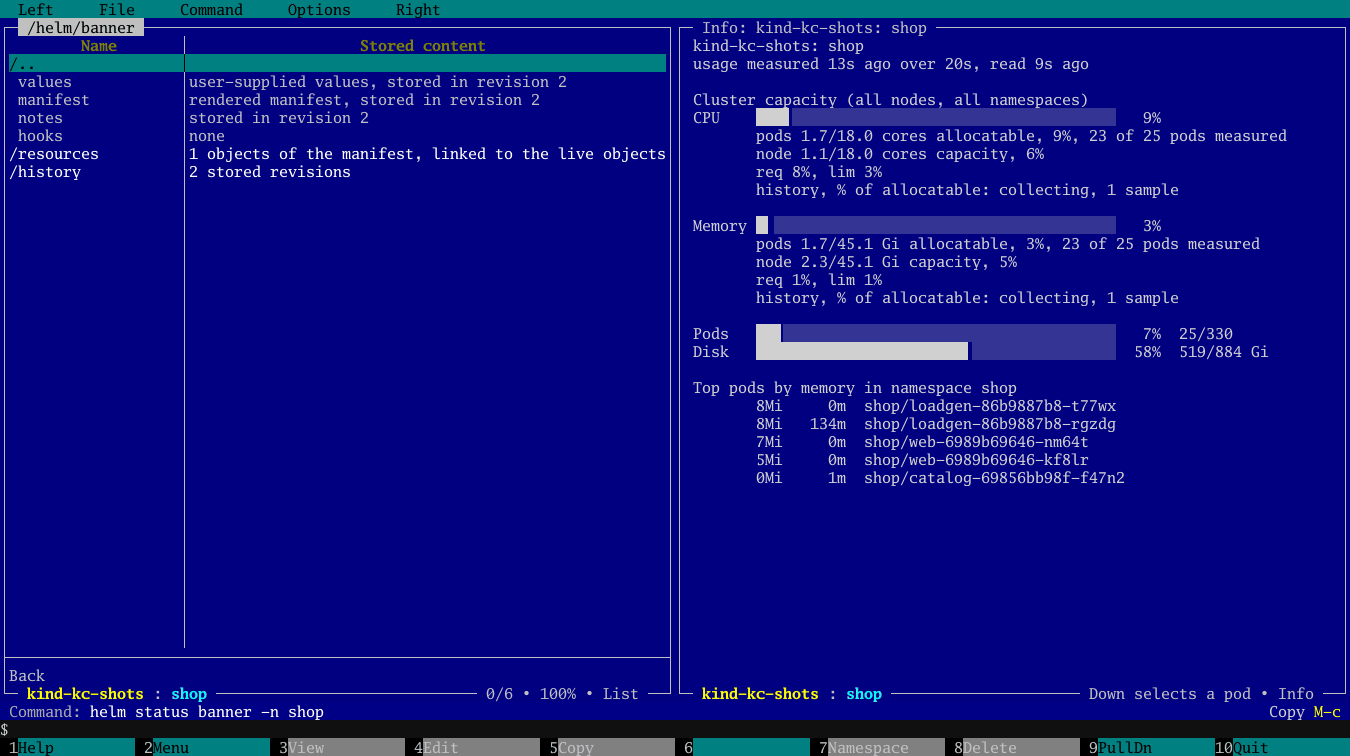 Left File Command Options Right
/helm/banner
Name Stored content
/..
values user-supplied values, stored in revision 2
manifest rendered manifest, stored in revision 2
notes stored in revision 2
hooks none
/resources 1 objects of the manifest, linked to the live objects
/history 2 stored revisions
Back
kind-kc-shots : shop 0/6 • 100% • List
Info: kind-kc-shots: shop
kind-kc-shots: shop
usage measured 13s ago over 20s, read 9s ago
Cluster capacity (all nodes, all namespaces)
CPU 9%
pods 1.7/18.0 cores allocatable, 9%, 23 of 25 pods measured
node 1.1/18.0 cores capacity, 6%
req 8%, lim 3%
history, % of allocatable: collecting, 1 sample
Memory 3%
pods 1.7/45.1 Gi allocatable, 3%, 23 of 25 pods measured
node 2.3/45.1 Gi capacity, 5%
req 1%, lim 1%
history, % of allocatable: collecting, 1 sample
Pods 7% 25/330
Disk 58% 519/884 Gi
Top pods by memory in namespace shop
8Mi 0m shop/loadgen-86b9887b8-t77wx
8Mi 134m shop/loadgen-86b9887b8-rgzdg
7Mi 0m shop/web-6989b69646-nm64t
5Mi 0m shop/web-6989b69646-kf8lr
0Mi 1m shop/catalog-69856bb98f-f47n2
kind-kc-shots : shop Down selects a pod • Info
Command: helm status banner -n shop Copy M-c
$
1Help 2Menu 3View 4Edit 5Copy 6 7Namespace 8Delete 9PullDn 10Quit